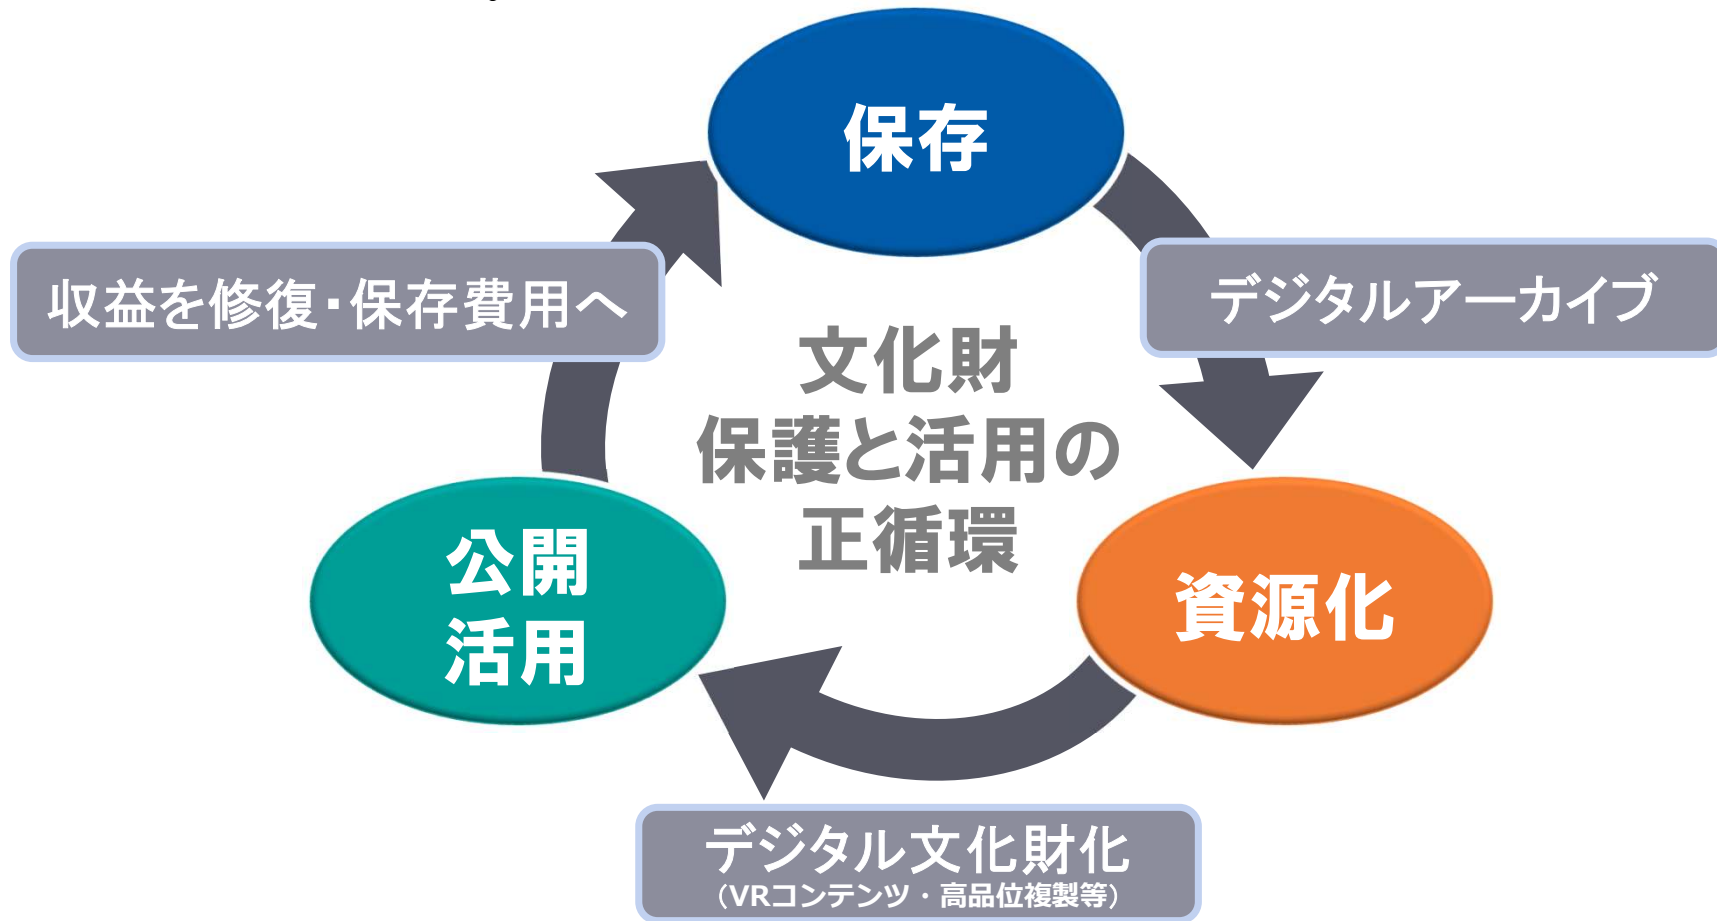 保存
収益を修復・保存費用へ
デジタルアーカイブ
文化財
保護と活用の
正循環
公開
活用
資源化
デジタル文化財化
（VRコンテンツ・高品位複製等）